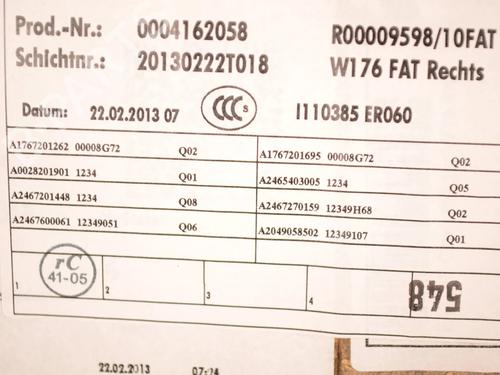 Prod.-Nr.: 0004162058 R00009598/10FAT
Schichtnr.: 20130222T018 W176 FAT Rechts
Datum: 22.02.2013 07 CCC S I110385 ER060
A1767201262 00008G72 Q02 A1767201695 00008G72 Q02
A0028201901 1234 Q01 A2465403005 1234 Q05
A2467201448 1234 Q08 A2467270159 12349H68 Q02
A2467600061 12349051 Q06 A2049058502 12349107 Q01
rC
41-05
1 2 3 4 548
22.02.2013 07:24